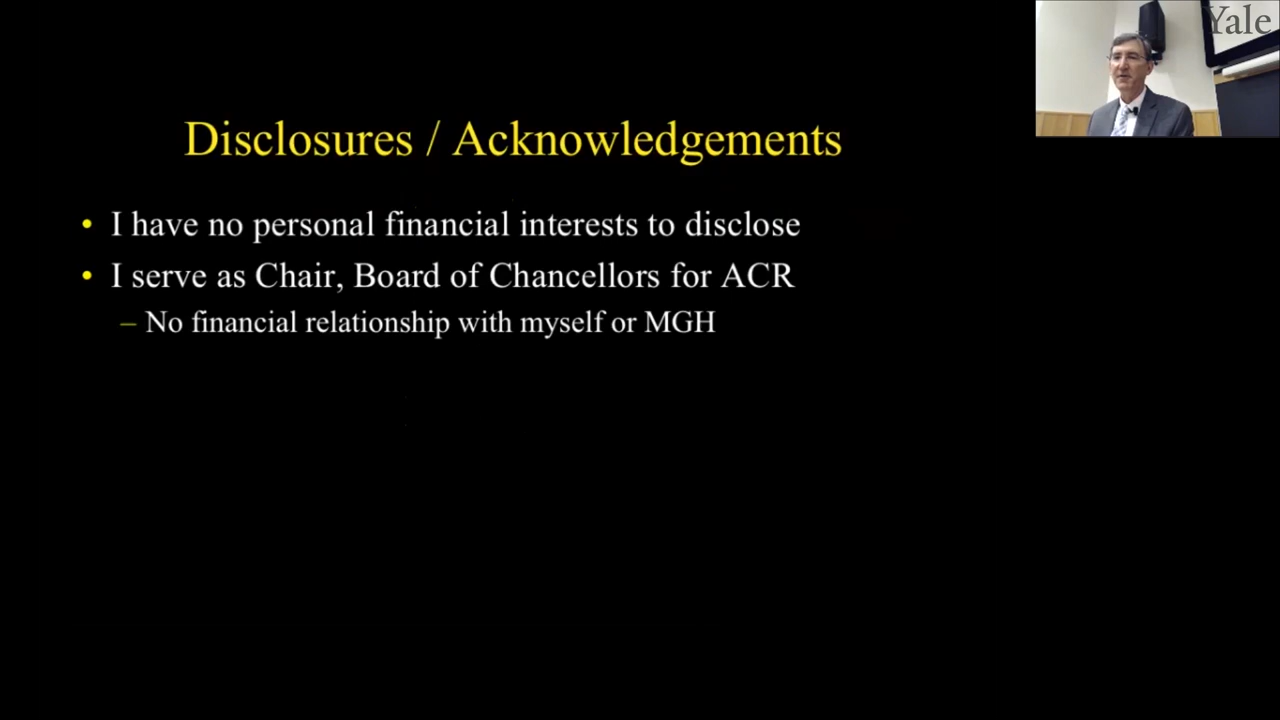 Yale
Disclosures / Acknowledgements
• I have no personal financial interests to disclose
• I serve as Chair, Board of Chancellors for ACR
– No financial relationship with myself or MGH